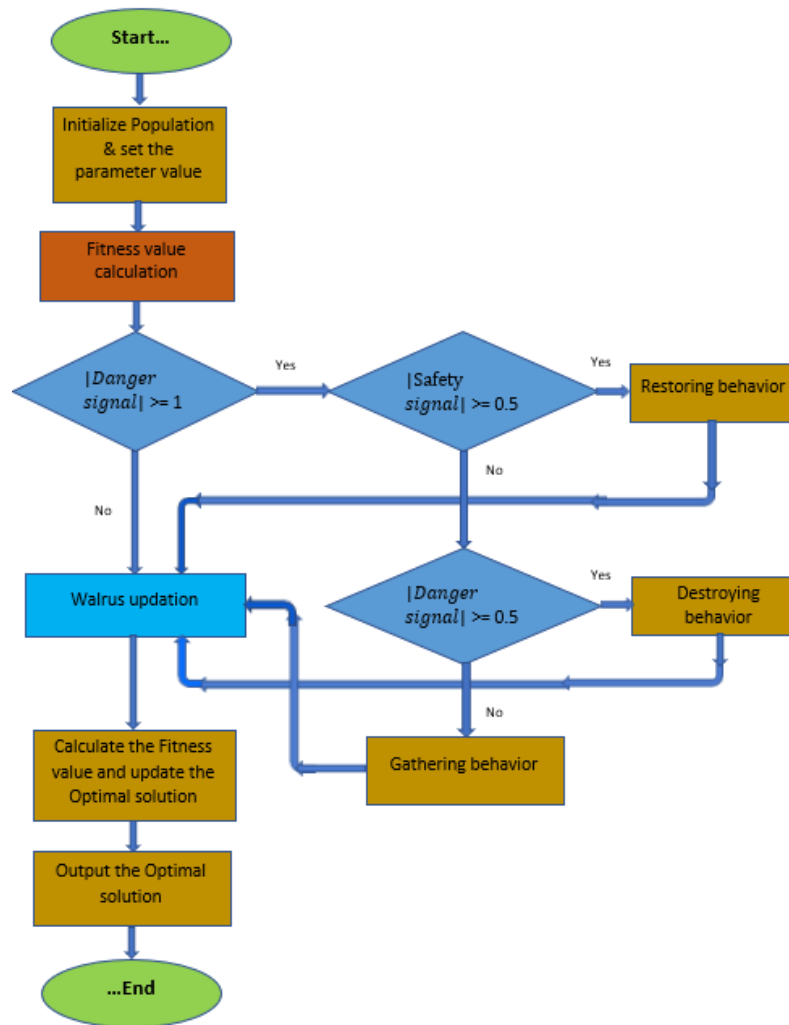 Start...
Initialize Population
& set the
parameter value
Fitness value
calculation
|Danger
signal| >= 1
Yes
|Safety
signal| >= 0.5
Yes
Restoring behavior
No
No
Walrus updation
|Danger
signal| >= 0.5
Yes
Destroying
behavior
No
Gathering behavior
Calculate the Fitness
value and update the
Optimal solution
Output the Optimal
solution
...End